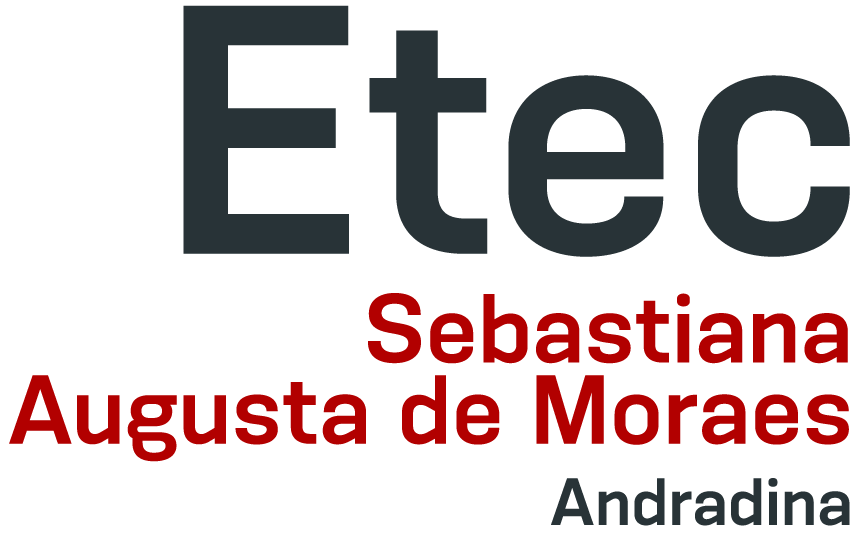 Etec
Sebastiana
Augusta de Moraes
Andradina